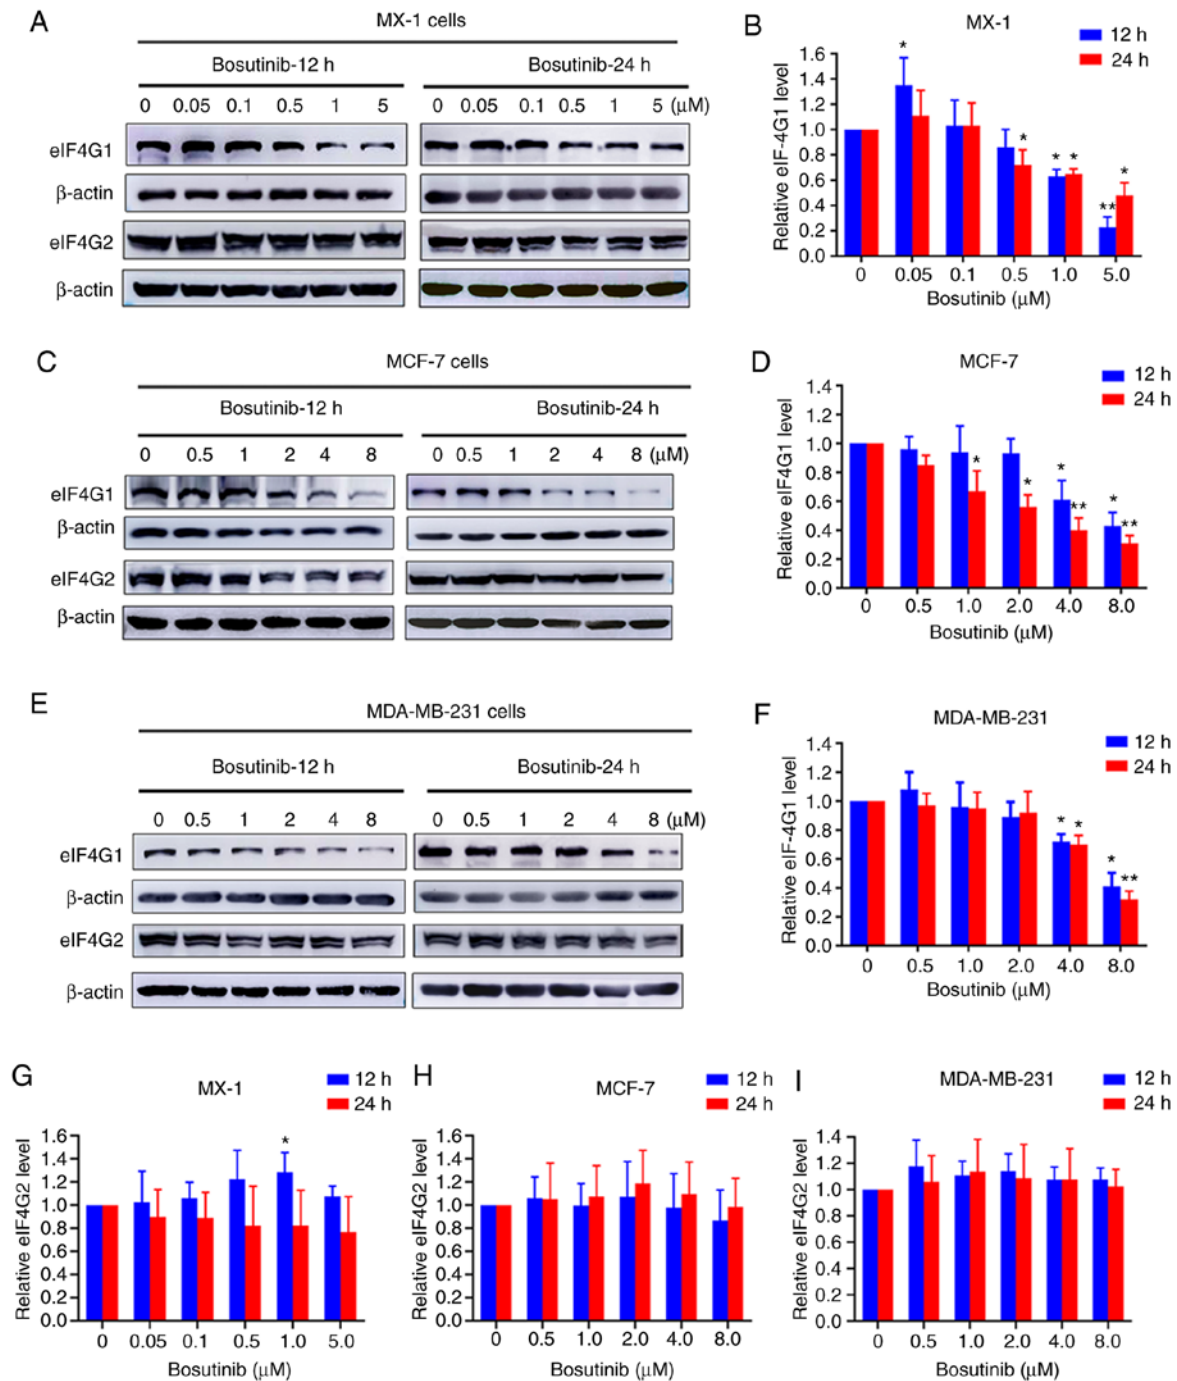 A
MX-1 cells
Bosutinib-12 h
Bosutinib-24 h
0 0.05 0.1 0.5 1 5
0 0.05 0.1 0.5 1 5 (μM)
eIF4G1
β-actin
eIF4G2
β-actin
B
MX-1
12 h
24 h
Relative eIF-4G1 level
1.6
1.4
1.2
1.0
0.8
0.6
0.4
0.2
0.0
*
*
* *
** *
0 0.05 0.1 0.5 1.0 5.0
Bosutinib (μM)
C
MCF-7 cells
Bosutinib-12 h
Bosutinib-24 h
0 0.5 1 2 4 8
0 0.5 1 2 4 8 (μM)
eIF4G1
β-actin
eIF4G2
β-actin
D
MCF-7
12 h
24 h
Relative eIF4G1 level
1.4
1.2
1.0
0.8
0.6
0.4
0.2
0.0
*
*
* **
* **
0 0.5 1.0 2.0 4.0 8.0
Bosutinib (μM)
E
MDA-MB-231 cells
Bosutinib-12 h
Bosutinib-24 h
0 0.5 1 2 4 8
0 0.5 1 2 4 8 (μM)
eIF4G1
β-actin
eIF4G2
β-actin
F
MDA-MB-231
12 h
24 h
Relative eIF-4G1 level
1.4
1.2
1.0
0.8
0.6
0.4
0.2
0.0
* *
* **
0 0.5 1.0 2.0 4.0 8.0
Bosutinib (μM)
G
MX-1
12 h
24 h
Relative eIF4G2 level
1.6
1.4
1.2
1.0
0.8
0.6
0.4
0.2
0.0
*
0 0.05 0.1 0.5 1.0 5.0
Bosutinib (μM)
H
MCF-7
12 h
24 h
Relative eIF4G2 level
1.6
1.4
1.2
1.0
0.8
0.6
0.4
0.2
0.0
0 0.5 1.0 2.0 4.0 8.0
Bosutinib (μM)
I
MDA-MB-231
12 h
24 h
Relative eIF4G2 level
1.4
1.2
1.0
0.8
0.6
0.4
0.2
0.0
0 0.5 1.0 2.0 4.0 8.0
Bosutinib (μM)